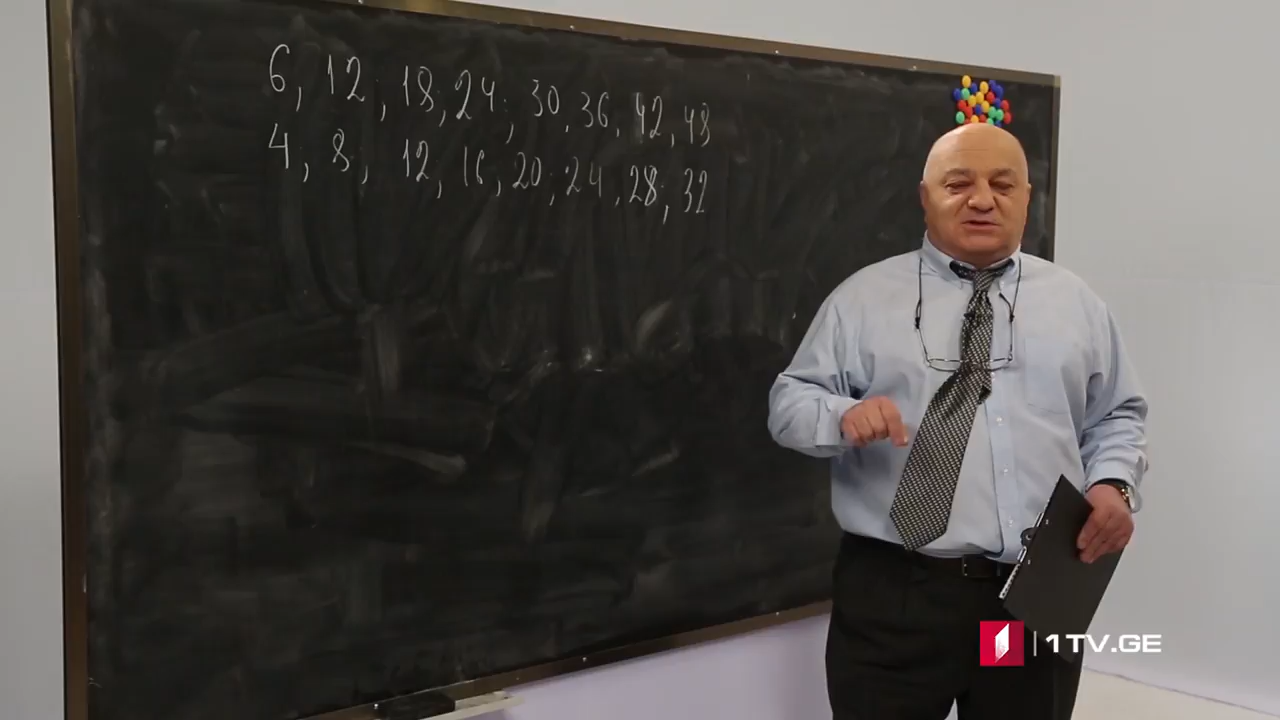 6, 12; 18; 24; 30, 36, 42, 48
4; 8; 12; 16; 20; 24, 28; 32
1TV.GE